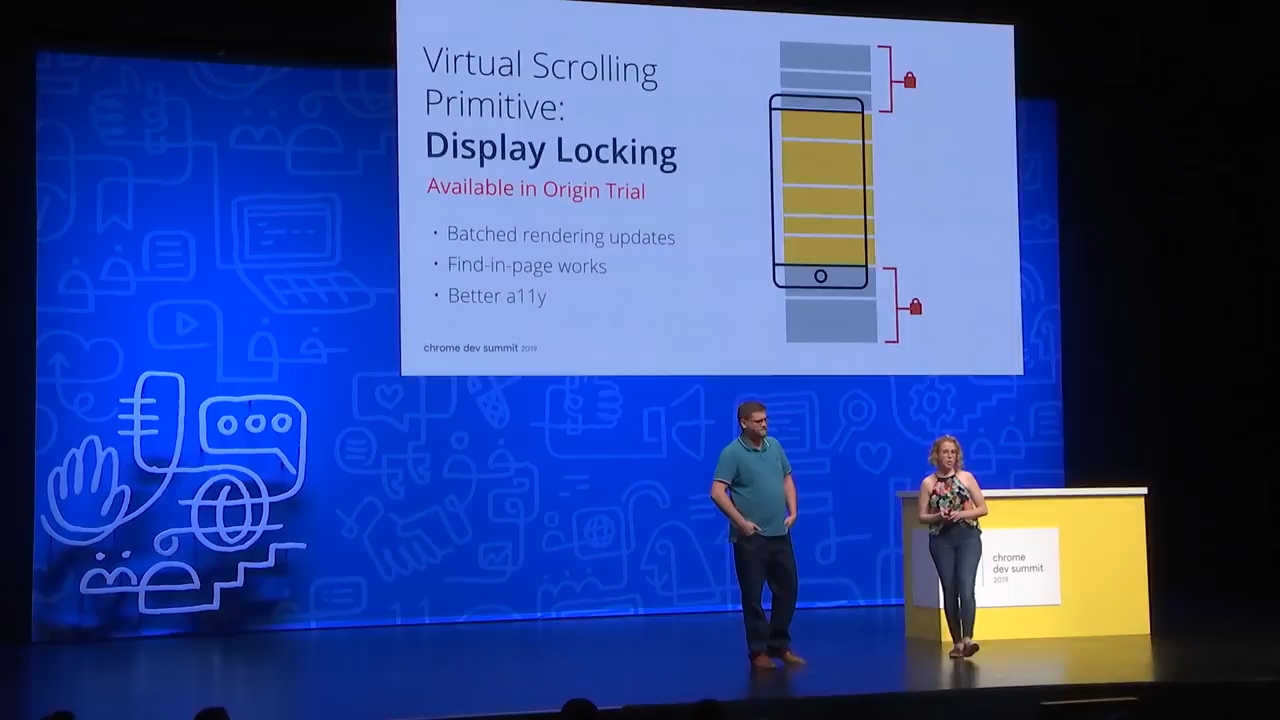 Virtual Scrolling
Primitive:
Display Locking
Available in Origin Trial
• Batched rendering updates
• Find-in-page works
• Better a11y
chrome dev summit 2019
chrome
dev summit
2019